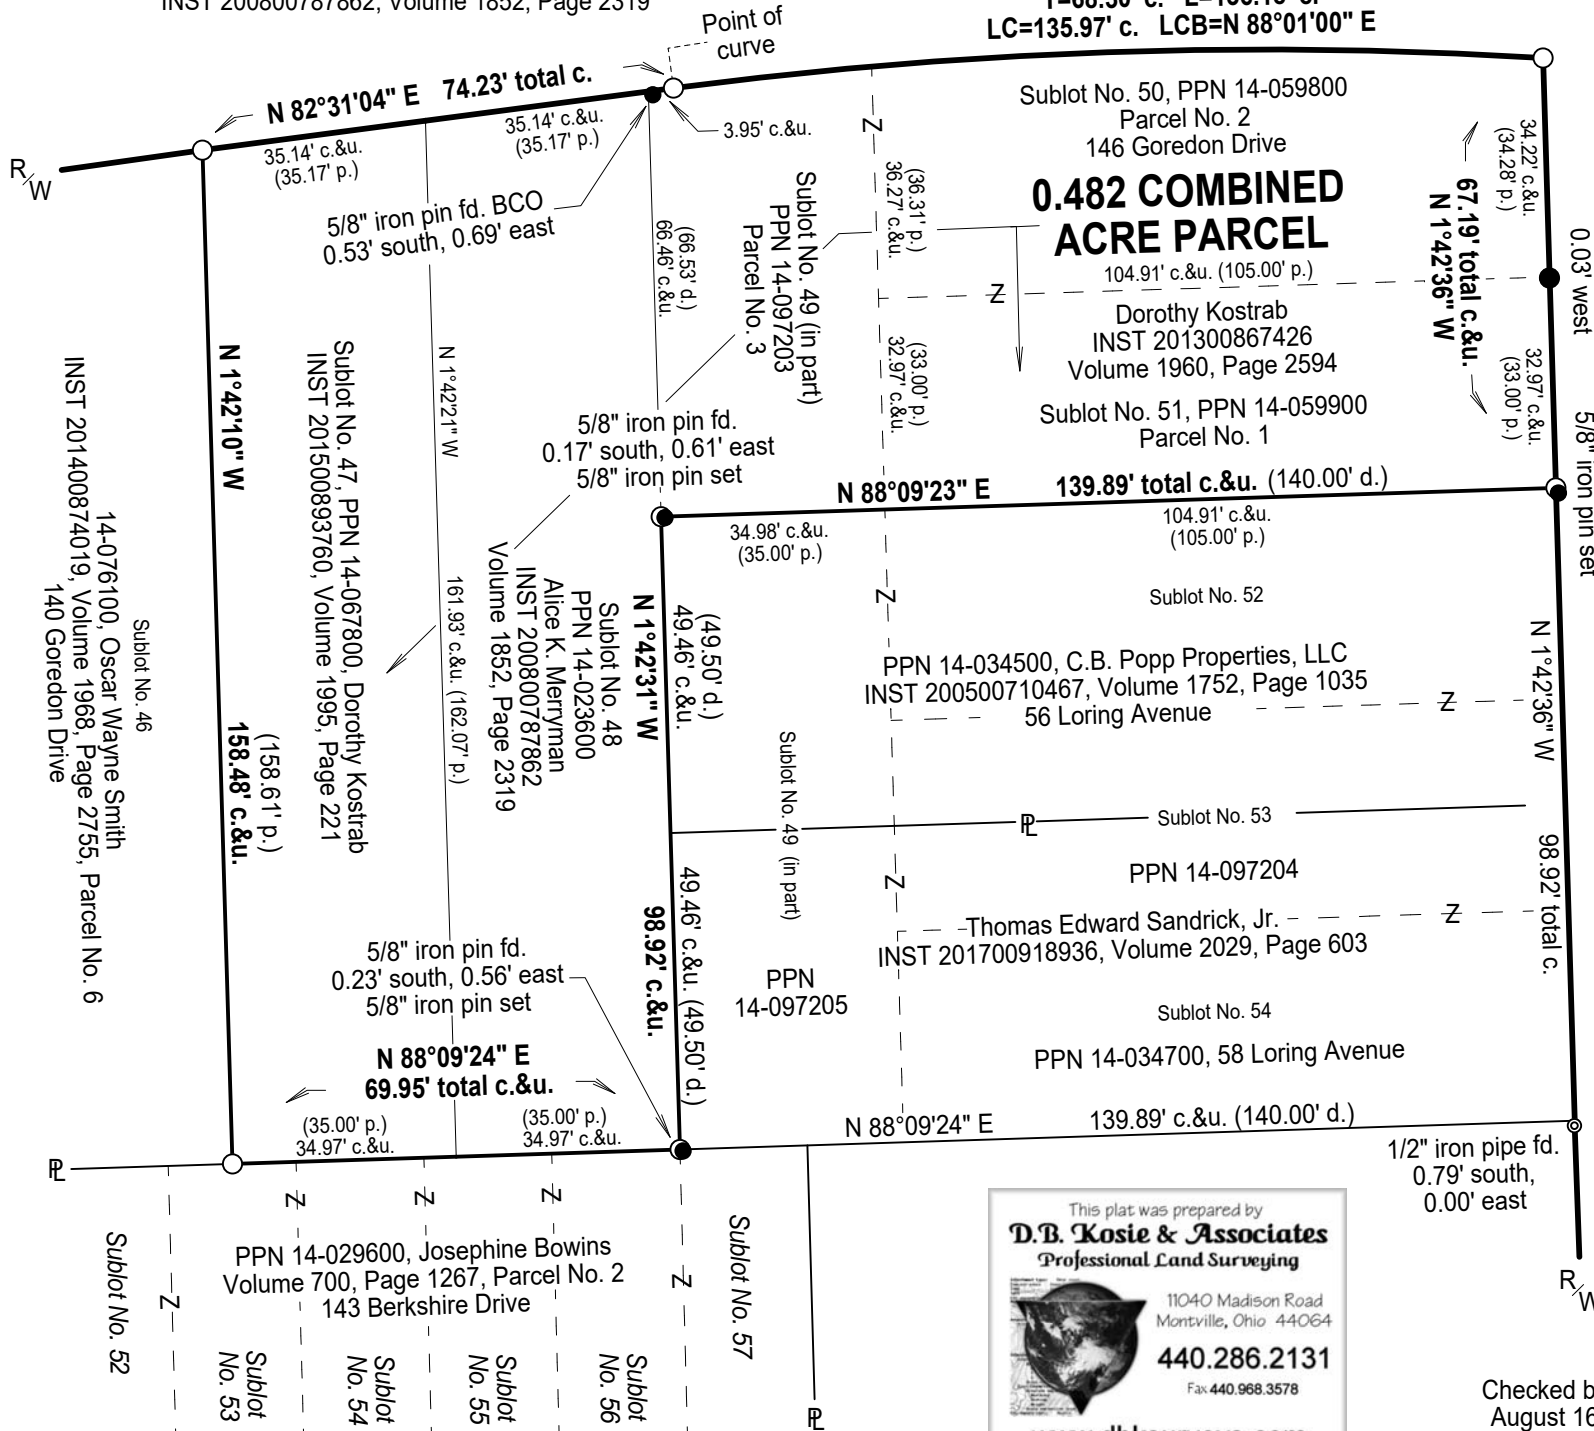 INST 200800787862, Volume 1852, Page 2319
Point of
curve
LC=135.97' c. LCB=N 88°01'00" E
N 82°31'04" E 74.23' total c.
35.14' c.&u.
(35.17' p.)
35.14' c.&u.
(35.17' p.)
3.95' c.&u.
R/W
5/8" iron pin fd. BCO
0.53' south, 0.69' east
Sublot No. 50, PPN 14-059800
Parcel No. 2
146 Goredon Drive
0.482 COMBINED
ACRE PARCEL
104.91' c.&u. (105.00' p.)
Dorothy Kostrab
INST 201300867426
Volume 1960, Page 2594
Sublot No. 51, PPN 14-059900
Parcel No. 1
34.22' c.&u.
(34.28' p.)
67.19' total c.&u.
N 1°42'36" W
32.97' c.&u.
(33.00' p.)
0.03' west
5/8" iron pin set
Z
(36.31' p.)
36.27' c.&u.
Z
(33.00' p.)
32.97' c.&u.
Sublot No. 49 (in part)
PPN 14-097203
Parcel No. 3
(66.53' d.)
66.46' c.&u.
5/8" iron pin fd.
0.17' south, 0.61' east
5/8" iron pin set
N 88°09'23" E 139.89' total c.&u. (140.00' d.)
34.98' c.&u.
(35.00' p.)
104.91' c.&u.
(105.00' p.)
N 1°42'10" W
(158.61' p.)
158.48' c.&u.
Sublot No. 47, PPN 14-067800, Dorothy Kostrab
INST 201500893760, Volume 1995, Page 221
N 1°42'21" W
161.93' c.&u. (162.07' p.)
Sublot No. 46
14-076100, Oscar Wayne Smith
INST 201400874019, Volume 1968, Page 2755, Parcel No. 6
140 Goredon Drive
Sublot No. 48
PPN 14-023600
Alice K. Merryman
INST 200800787862
Volume 1852, Page 2319
N 1°42'31" W
(49.50' d.)
49.46' c.&u.
98.92' c.&u.
49.46' c.&u. (49.50' d.)
Z
Sublot No. 52
PPN 14-034500, C.B. Popp Properties, LLC
INST 200500710467, Volume 1752, Page 1035
56 Loring Avenue
Z
N 1°42'36" W
98.92' total c.
Sublot No. 49 (in part)
PL
Sublot No. 53
Z
PPN 14-097204
Thomas Edward Sandrick, Jr.
Z
INST 201700918936, Volume 2029, Page 603
PPN
14-097205
Sublot No. 54
PPN 14-034700, 58 Loring Avenue
5/8" iron pin fd.
0.23' south, 0.56' east
5/8" iron pin set
N 88°09'24" E
69.95' total c.&u.
(35.00' p.)
34.97' c.&u.
(35.00' p.)
34.97' c.&u.
N 88°09'24" E 139.89' c.&u. (140.00' d.)
1/2" iron pipe fd.
0.79' south,
0.00' east
PL
Z
Z
Z
Z
Z
PPN 14-029600, Josephine Bowins
Volume 700, Page 1267, Parcel No. 2
143 Berkshire Drive
Sublot No. 52
Sublot
No. 53
Sublot
No. 54
Sublot
No. 55
Sublot
No. 56
Sublot No. 57
PL
This plat was prepared by
D.B. Kosie & Associates
Professional Land Surveying
11040 Madison Road
Montville, Ohio 44064
440.286.2131
Fax 440.968.3578
R/W
Checked b
August 16